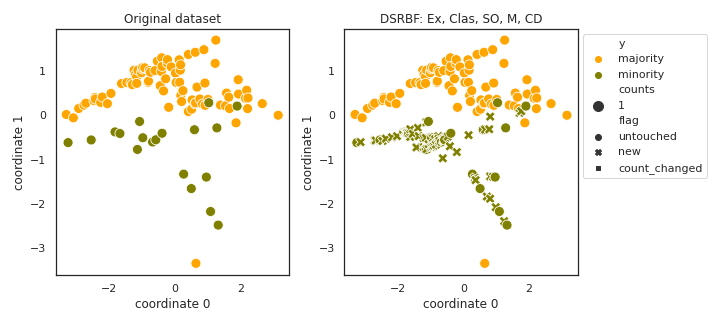 Original dataset
coordinate 1
1
0
−1
−2
−3
−2
0
2
coordinate 0
DSRBF: Ex, Clas, SO, M, CD
coordinate 1
1
0
−1
−2
−3
−2
0
2
coordinate 0
y
majority
minority
counts
1
flag
untouched
new
count_changed